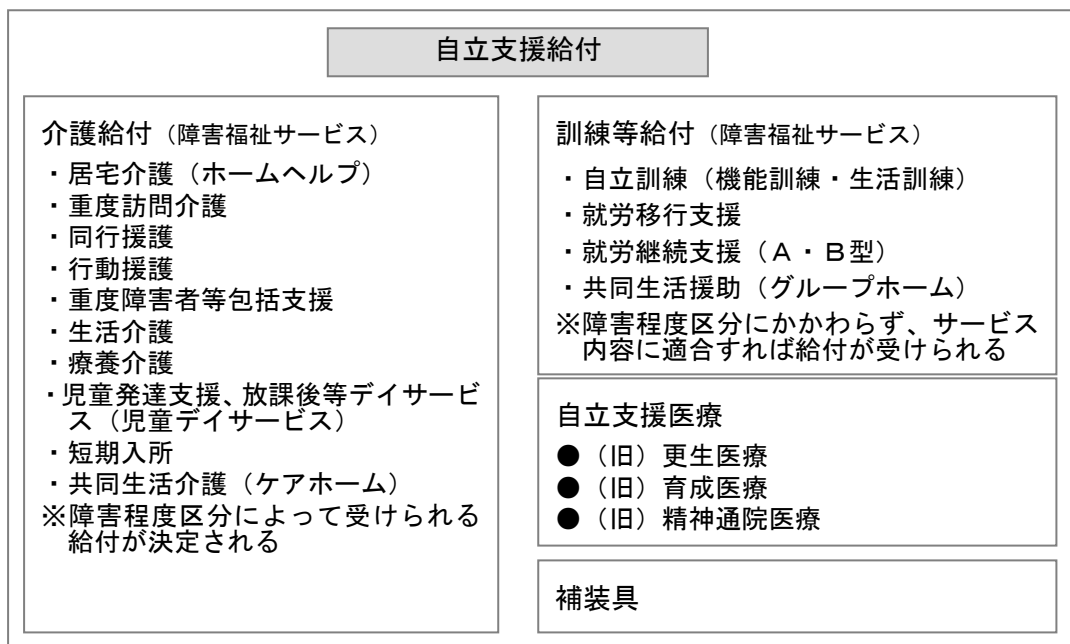 自立支援給付
介護給付（障害福祉サービス）
・居宅介護（ホームヘルプ）
・重度訪問介護
・同行援護
・行動援護
・重度障害者等包括支援
・生活介護
・療養介護
・児童発達支援、放課後等デイサービ
ス（児童デイサービス）
・短期入所
・共同生活介護（ケアホーム）
※障害程度区分によって受けられる
給付が決定される
訓練等給付（障害福祉サービス）
・自立訓練（機能訓練・生活訓練）
・就労移行支援
・就労継続支援（Ａ・Ｂ型）
・共同生活援助（グループホーム）
※障害程度区分にかかわらず、サービス
内容に適合すれば給付が受けられる
自立支援医療
●（旧）更生医療
●（旧）育成医療
●（旧）精神通院医療
補装具